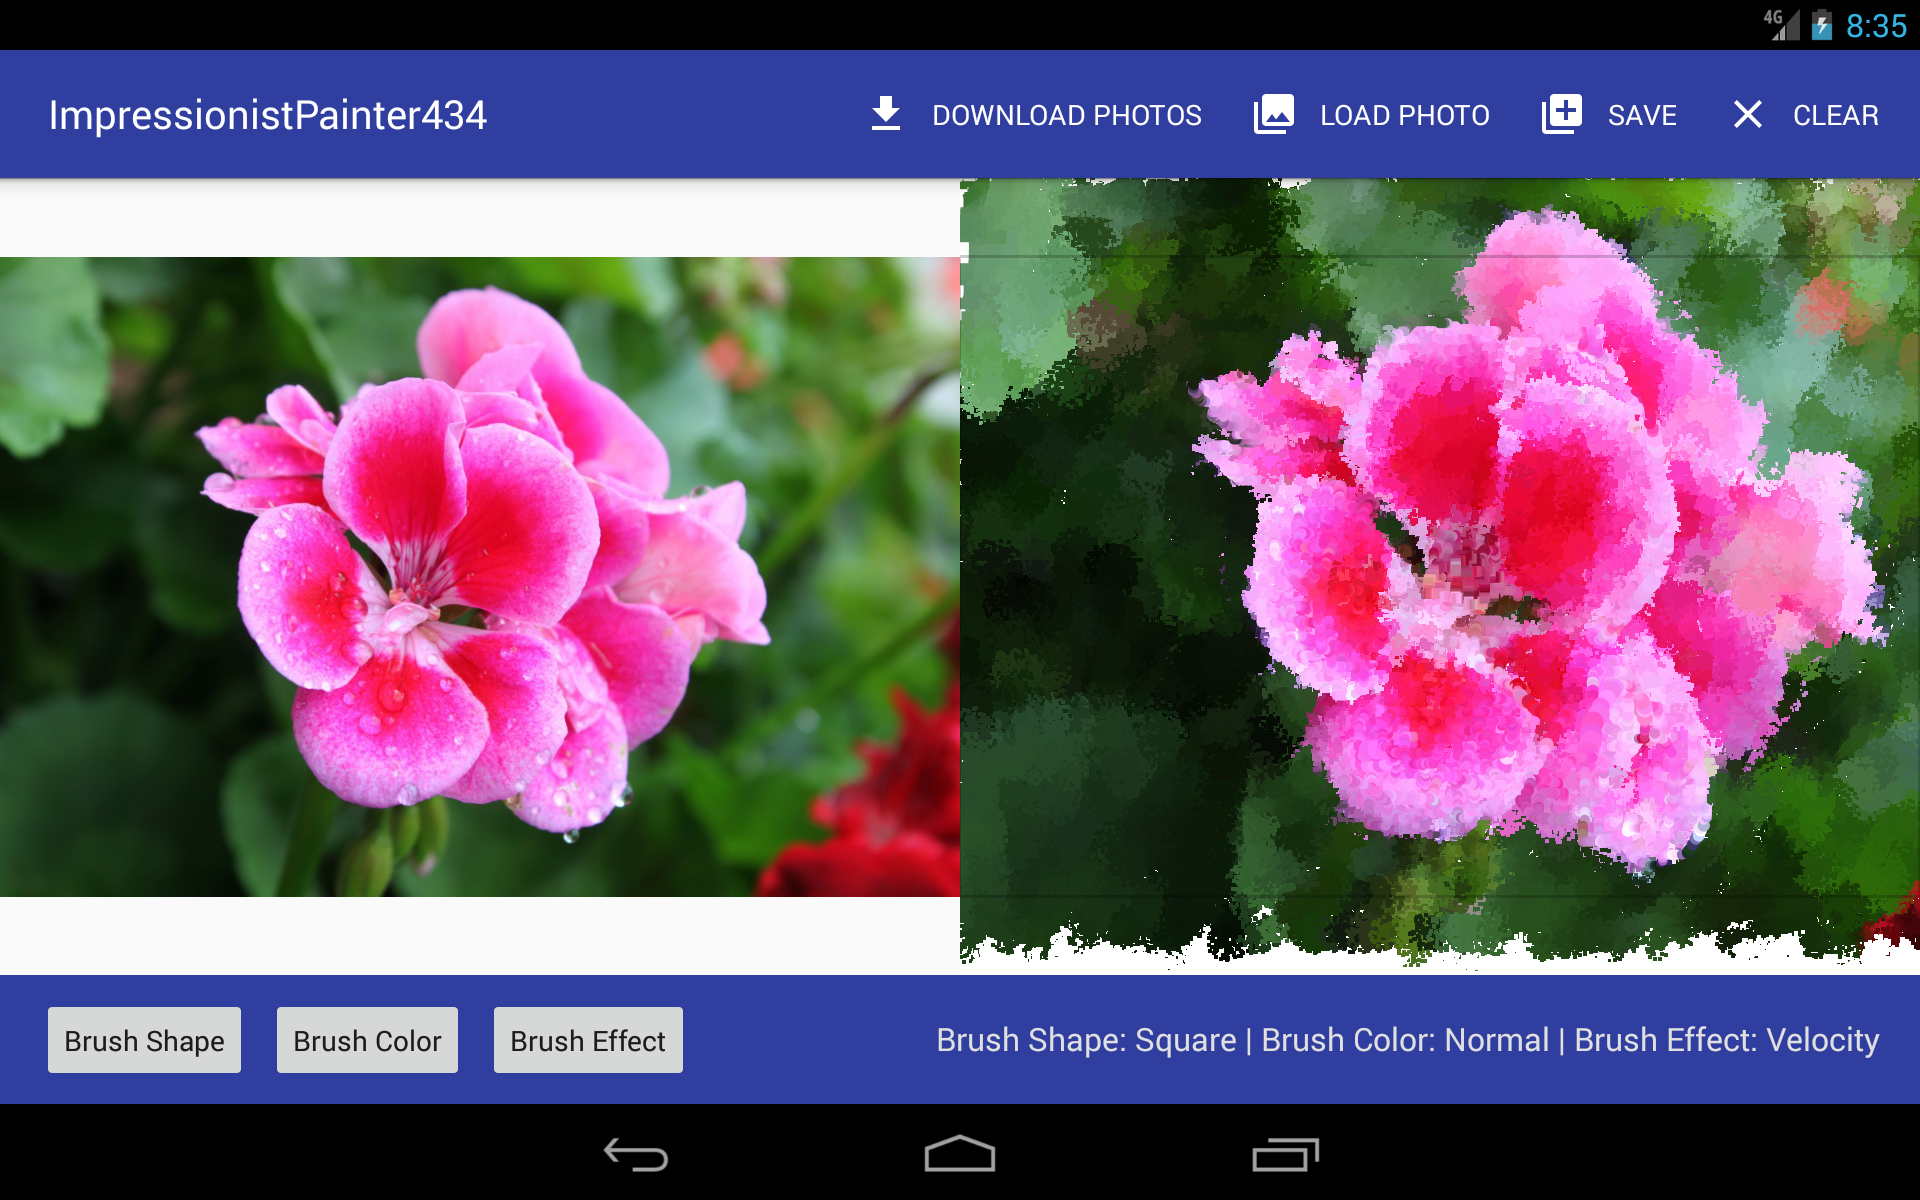 4G 8:35
ImpressionistPainter434 DOWNLOAD PHOTOS LOAD PHOTO SAVE CLEAR
Brush Shape Brush Color Brush Effect Brush Shape: Square | Brush Color: Normal | Brush Effect: Velocity